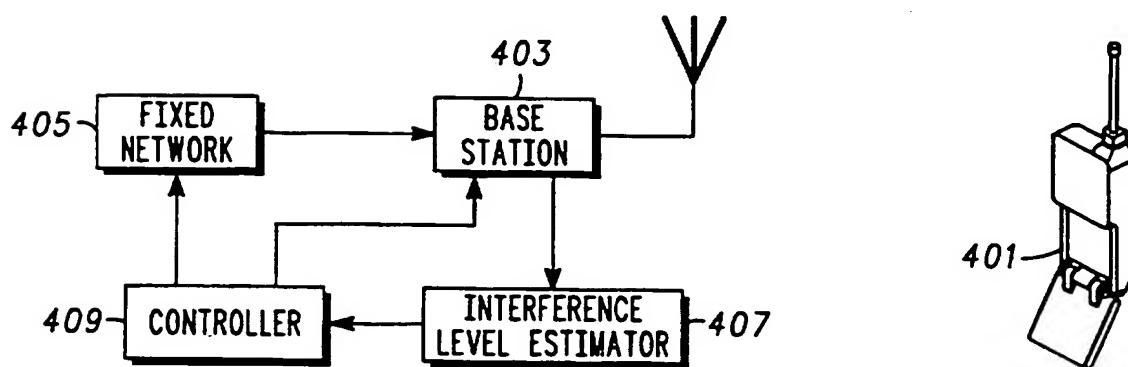 403
405
FIXED
NETWORK
BASE
STATION
401
409
CONTROLLER
INTERFERENCE
LEVEL ESTIMATOR
407